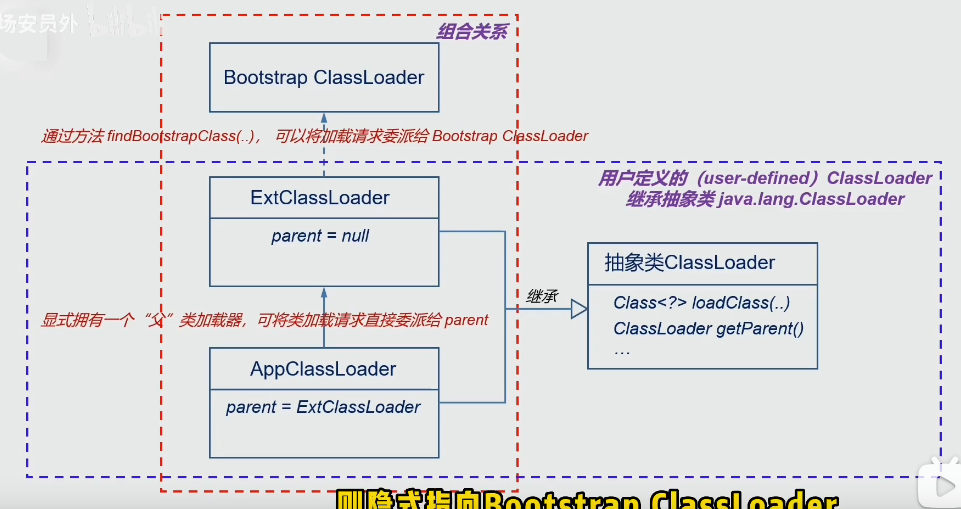 场安员外
组合关系
Bootstrap ClassLoader
通过方法 findBootstrapClass(..)， 可以将加载请求委派给 Bootstrap ClassLoader
用户定义的（user-defined）ClassLoader
继承抽象类 java.lang.ClassLoader
ExtClassLoader
parent = null
抽象类ClassLoader
继承
Class<?> loadClass(..)
ClassLoader getParent()
…
显式拥有一个“父”类加载器，可将类加载请求直接委派给 parent
AppClassLoader
parent = ExtClassLoader
则隐式指向Bootstrap ClassLoader